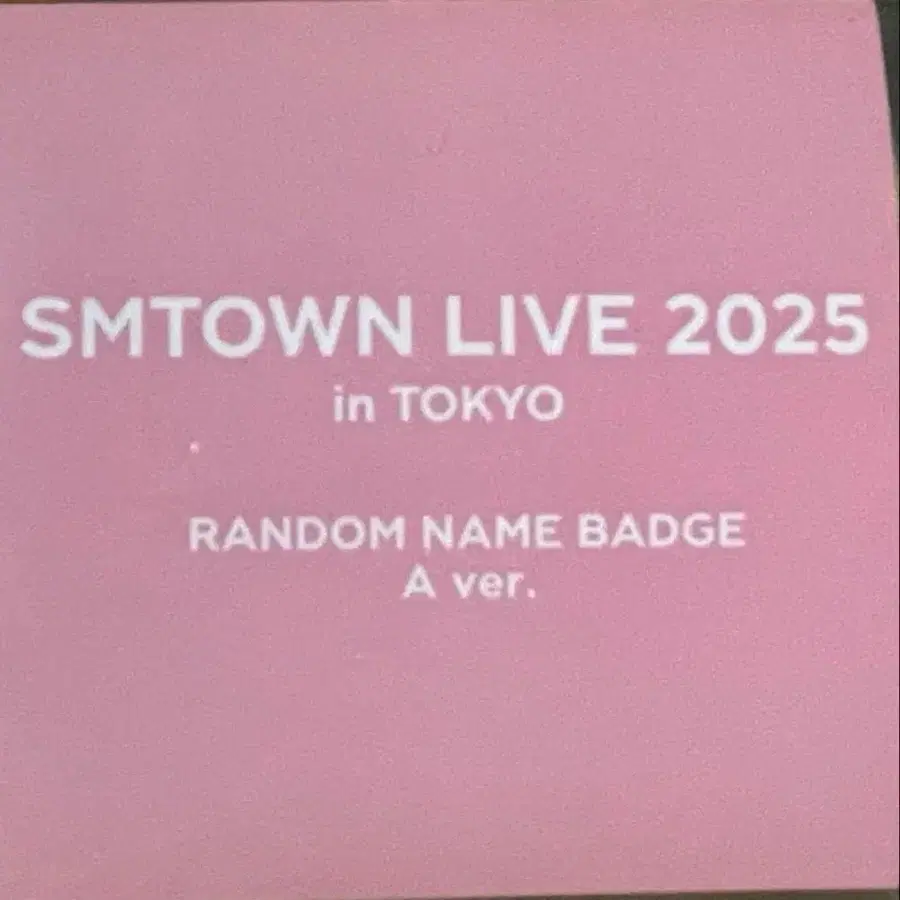 SMTOWN LIVE 2025
in TOKYO
RANDOM NAME BADGE
A ver.